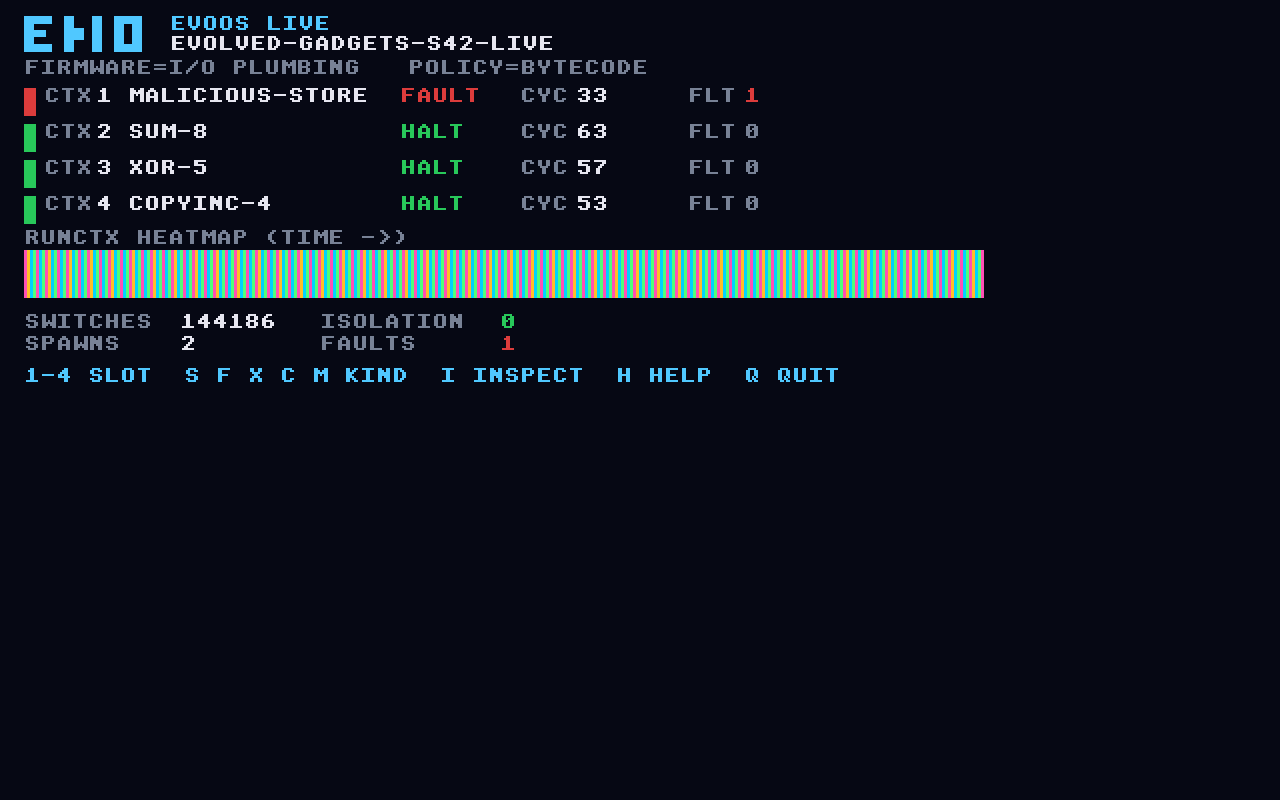 EVOOS LIVE
EVOLVED-GADGETS-S42-LIVE
FIRMWARE=I/O PLUMBING POLICY=BYTECODE
CTX 1 MALICIOUS-STORE FAULT CYC 33 FLT 1
CTX 2 SUM-8 HALT CYC 63 FLT 0
CTX 3 XOR-5 HALT CYC 57 FLT 0
CTX 4 COPYINC-4 HALT CYC 53 FLT 0
RUNCTX HEATMAP (TIME ->)
SWITCHES 144186 ISOLATION 0
SPAWNS 2 FAULTS 1
1-4 SLOT S F X C M KIND I INSPECT H HELP Q QUIT